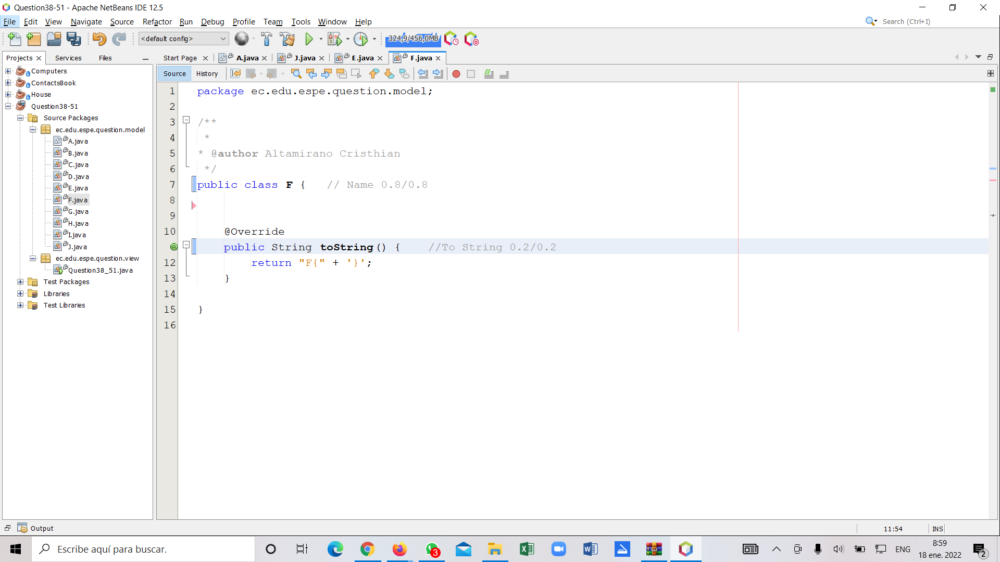 Question38-51 - Apache NetBeans IDE 12.5
File Edit View Navigate Source Refactor Run Debug Profile Team Tools Window Help
Search (Ctrl+I)
<default config>
324,9/456,0MB
Projects Services Files
Start Page A.java J.java E.java F.java
Source History
Computers
ContactsBook
House
Question38-51
Source Packages
ec.edu.espe.question.model
A.java
B.java
C.java
D.java
E.java
F.java
G.java
H.java
I.java
J.java
ec.edu.espe.question.view
Question38_51.java
Test Packages
Libraries
Test Libraries
1 package ec.edu.espe.question.model;
2
3 /**
4 *
5 * @author Altamirano Cristhian
6 */
7 public class F { // Name 0.8/0.8
8
9
10 @Override
public String toString() { //To String 0.2/0.2
12 return "F{" + '}';
13 }
14
15 }
16
Output
11:54 INS
Escribe aquí para buscar.
3
ENG
8:59
18 ene. 2022
2